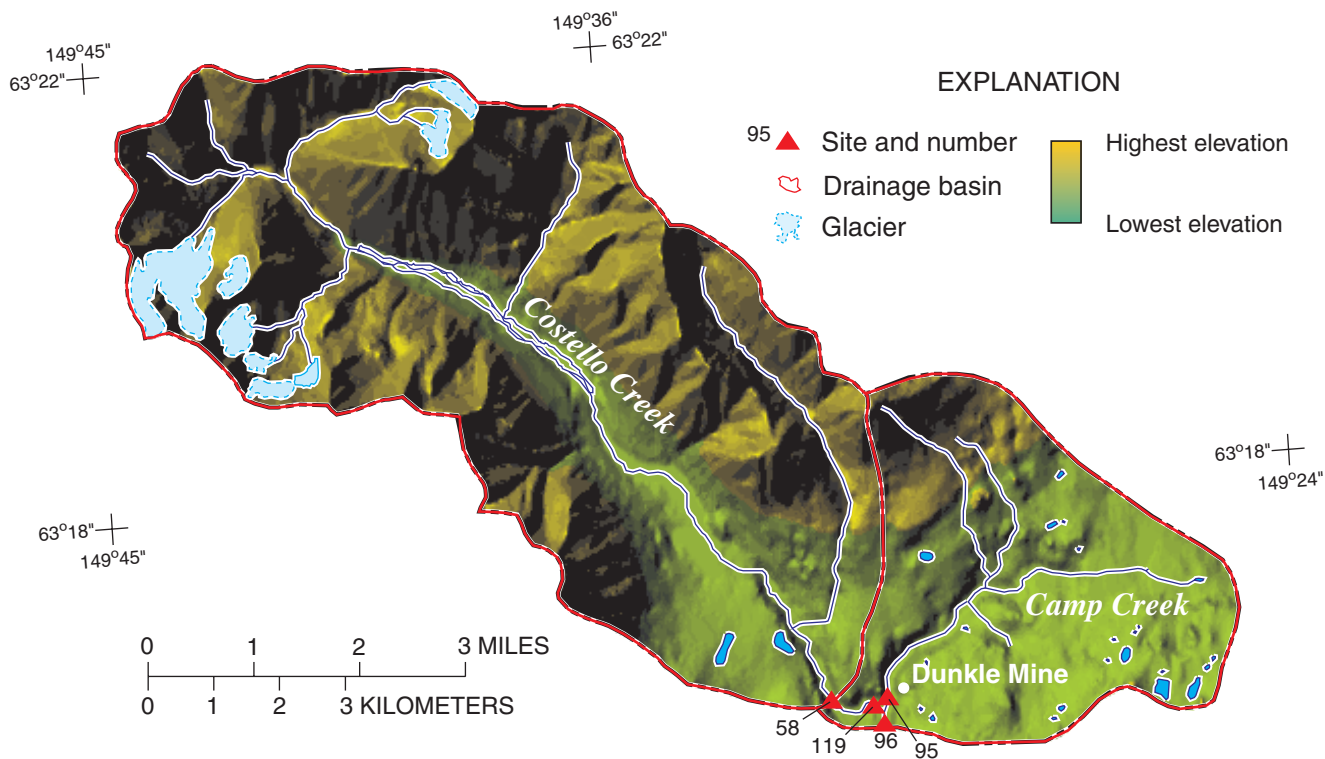 149°45"
63°22"
149°36"
63°22"
EXPLANATION
95 Site and number
Drainage basin
Glacier
Highest elevation
Lowest elevation
Costello Creek
63°18"
149°24"
63°18"
149°45"
Camp Creek
Dunkle Mine
0 1 2 3 MILES
0 1 2 3 KILOMETERS
58
119
96
95